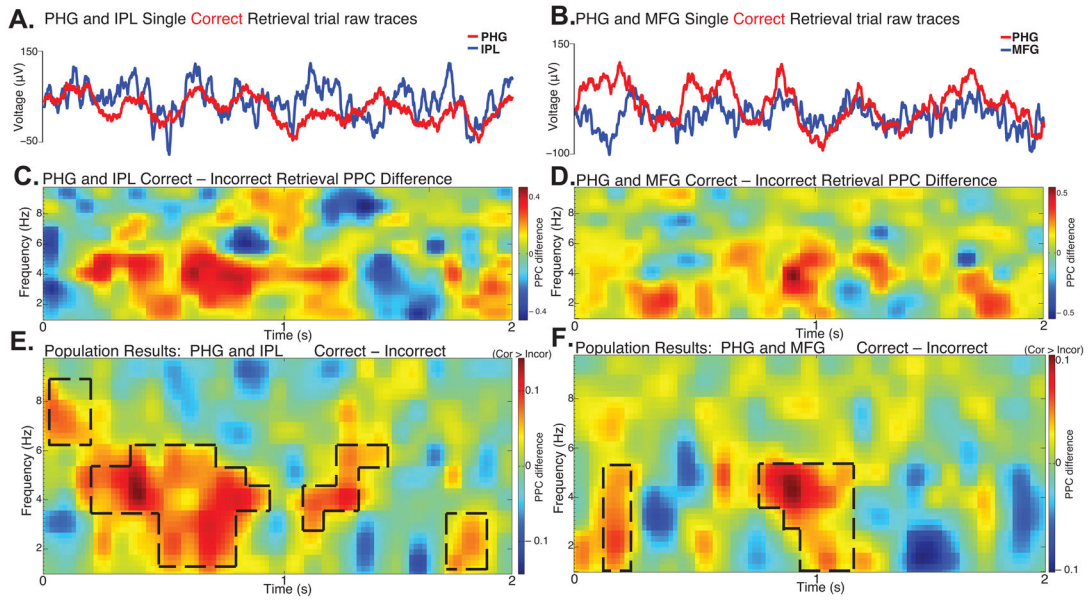 A. PHG and IPL Single Correct Retrieval trial raw traces
PHG
IPL
150
Voltage (µV)
−50
B. PHG and MFG Single Correct Retrieval trial raw traces
PHG
MFG
150
Voltage (µV)
−100
C. PHG and IPL Correct – Incorrect Retrieval PPC Difference
8
6
4
2
Frequency (Hz)
0 1 2
Time (s)
0.4
0
− 0.4
PPC difference
D. PHG and MFG Correct – Incorrect Retrieval PPC Difference
8
6
4
2
Frequency (Hz)
0 1 2
Time (s)
0.5
0
− 0.5
PPC difference
E. Population Results: PHG and IPL Correct – Incorrect
(Cor > Incor)
8
6
4
2
Frequency (Hz)
0 1 2
Time (s)
0.1
0
− 0.1
PPC difference
F. Population Results: PHG and MFG Correct – Incorrect
(Cor > Incor)
8
6
4
2
Frequency (Hz)
0 1 2
Time (s)
0.1
0
− 0.1
PPC difference